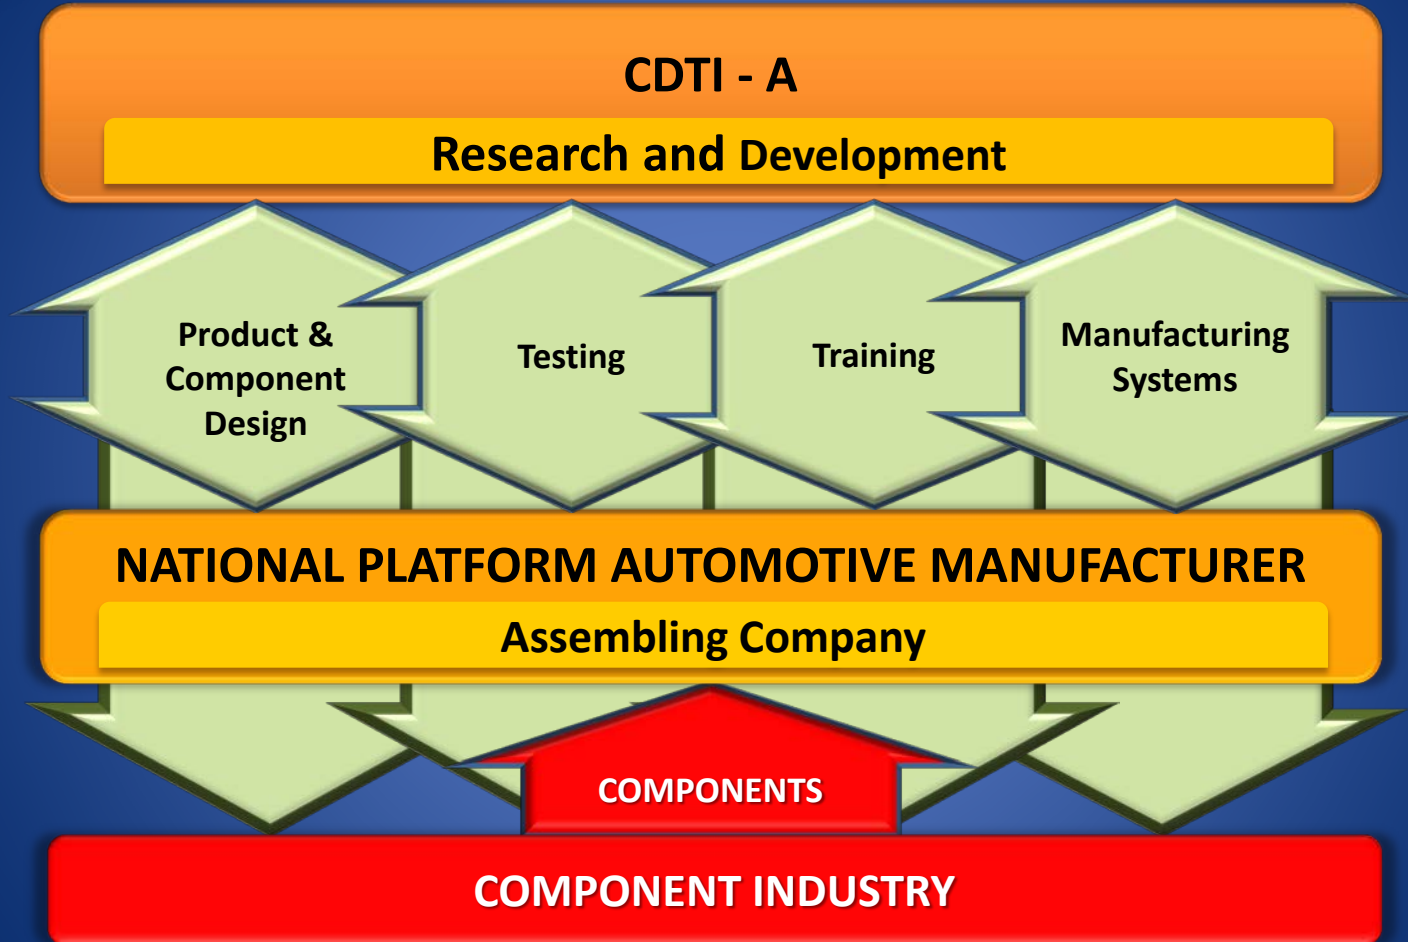 CDTI - A
Research and Development
Product &
Component
Design
Testing
Training
Manufacturing
Systems
NATIONAL PLATFORM AUTOMOTIVE MANUFACTURER
Assembling Company
COMPONENTS
COMPONENT INDUSTRY